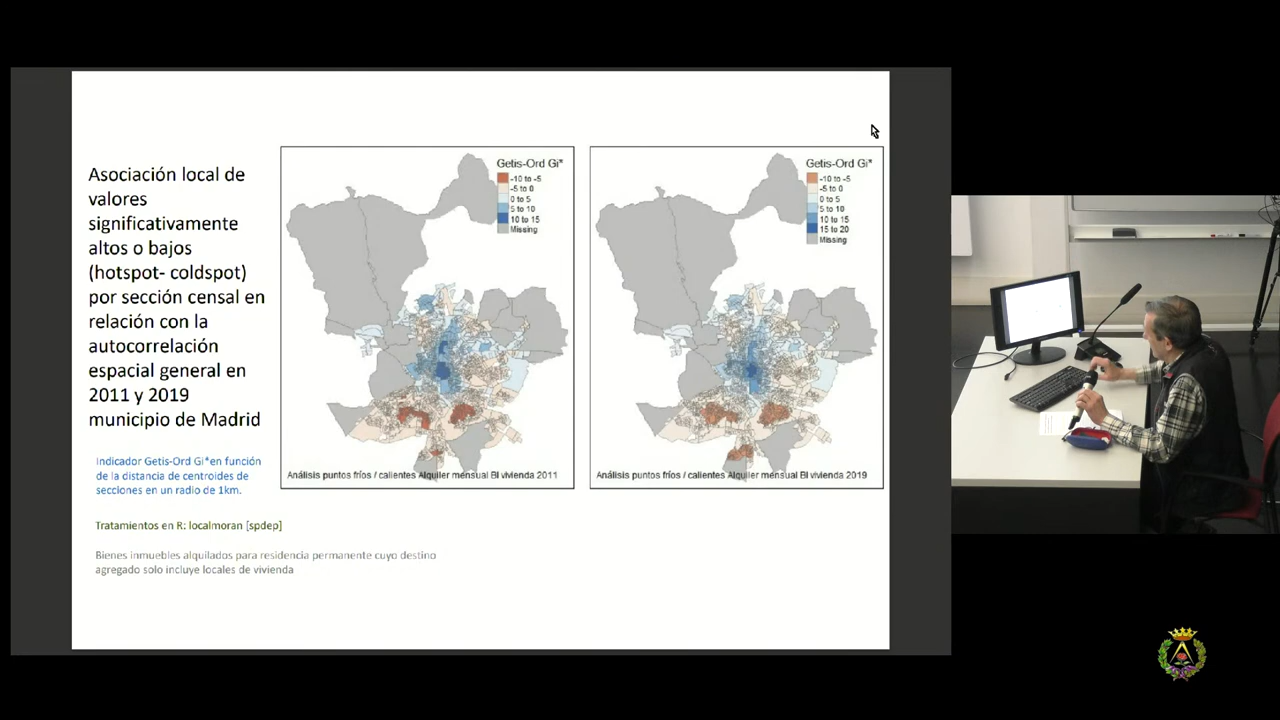 Asociación local de
valores
significativamente
altos o bajos
(hotspot- coldspot)
por sección censal en
relación con la
autocorrelación
espacial general en
2011 y 2019
municipio de Madrid
Indicador Getis-Ord Gi*en función
de la distancia de centroides de
secciones en un radio de 1km.
Tratamientos en R: localmoran [spdep]
Bienes inmuebles alquilados para residencia permanente cuyo destino
agregado solo incluye locales de vivienda
Getis-Ord Gi*
-10 to -5
-5 to 0
0 to 5
5 to 10
10 to 15
Missing
Análisis puntos fríos / calientes Alquiler mensual BI vivienda 2011
Getis-Ord Gi*
-10 to -5
-5 to 0
0 to 5
5 to 10
10 to 15
15 to 20
Missing
Análisis puntos fríos / calientes Alquiler mensual BI vivienda 2019